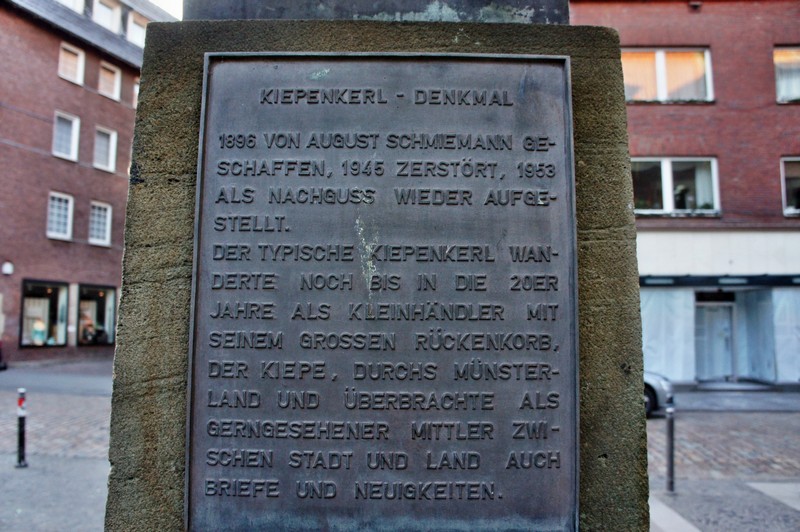 KIEPENKERL - DENKMAL
1896 VON AUGUST SCHMIEMANN GE-
SCHAFFEN, 1945 ZERSTÖRT, 1953
ALS NACHGUSS WIEDER AUFGE-
STELLT.
DER TYPISCHE KIEPENKERL WAN-
DERTE NOCH BIS IN DIE 20ER
JAHRE ALS KLEINHÄNDLER MIT
SEINEM GROSSEN RÜCKENKORB,
DER KIEPE, DURCHS MÜNSTER-
LAND UND ÜBERBRACHTE ALS
GERNGESEHENER MITTLER ZWI-
SCHEN STADT UND LAND AUCH
BRIEFE UND NEUIGKEITEN.